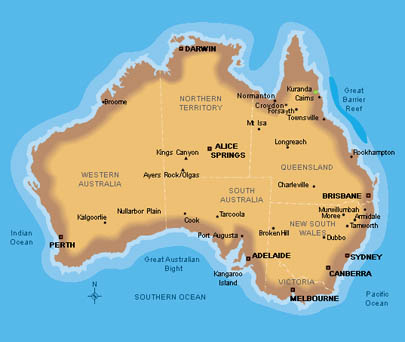 DARWIN
Kuranda
Cairns
Great
Barrier
Reef
Normanton
Croydon
Forsayth
Townsville
Broome
NORTHERN
TERRITORY
Mt Isa
Longreach
Rockhampton
Kings Canyon
ALICE
SPRINGS
QUEENSLAND
Ayers Rock/Olgas
WESTERN
AUSTRALIA
Charleville
SOUTH
AUSTRALIA
BRISBANE
Murwillumbah
Moree
Armidale
Tamworth
Nullarbor Plain
Kalgoorlie
Cook
Tarcoola
NEW SOUTH
WALES
Broken Hill
Dubbo
Port Augusta
Indian
Ocean
PERTH
Great Australian
Bight
ADELAIDE
SYDNEY
Kangaroo
Island
CANBERRA
VICTORIA
MELBOURNE
Pacific
Ocean
SOUTHERN OCEAN
N